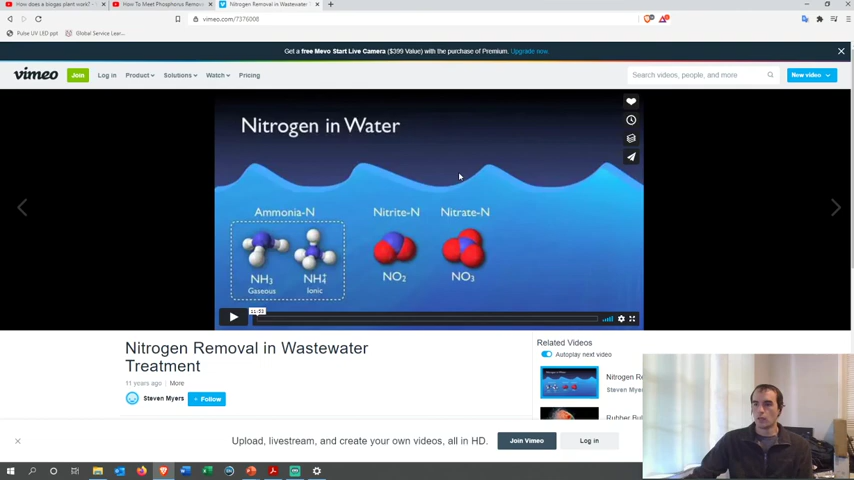 How does a biogas plant work? -
How To Meet Phosphorus Remov
Nitrogen Removal in Wastewater
vimeo.com/7376008
Pulse UV LED ppt
Global Service Lear...
Get a free Mevo Start Live Camera ($399 Value) with the purchase of Premium. Upgrade now.
vimeo
Join
Log in
Product
Solutions
Watch
Pricing
Search videos, people, and more
New video
Nitrogen in Water
Ammonia-N
Nitrite-N
Nitrate-N
NH3
Gaseous
NH4+
Ionic
NO2
NO3
11:53
Nitrogen Removal in Wastewater
Treatment
11 years ago
More
Steven Myers
+ Follow
Related Videos
Autoplay next video
Nitrogen Re
Steven Myer
Rubber Bul
Upload, livestream, and create your own videos, all in HD.
Join Vimeo
Log in